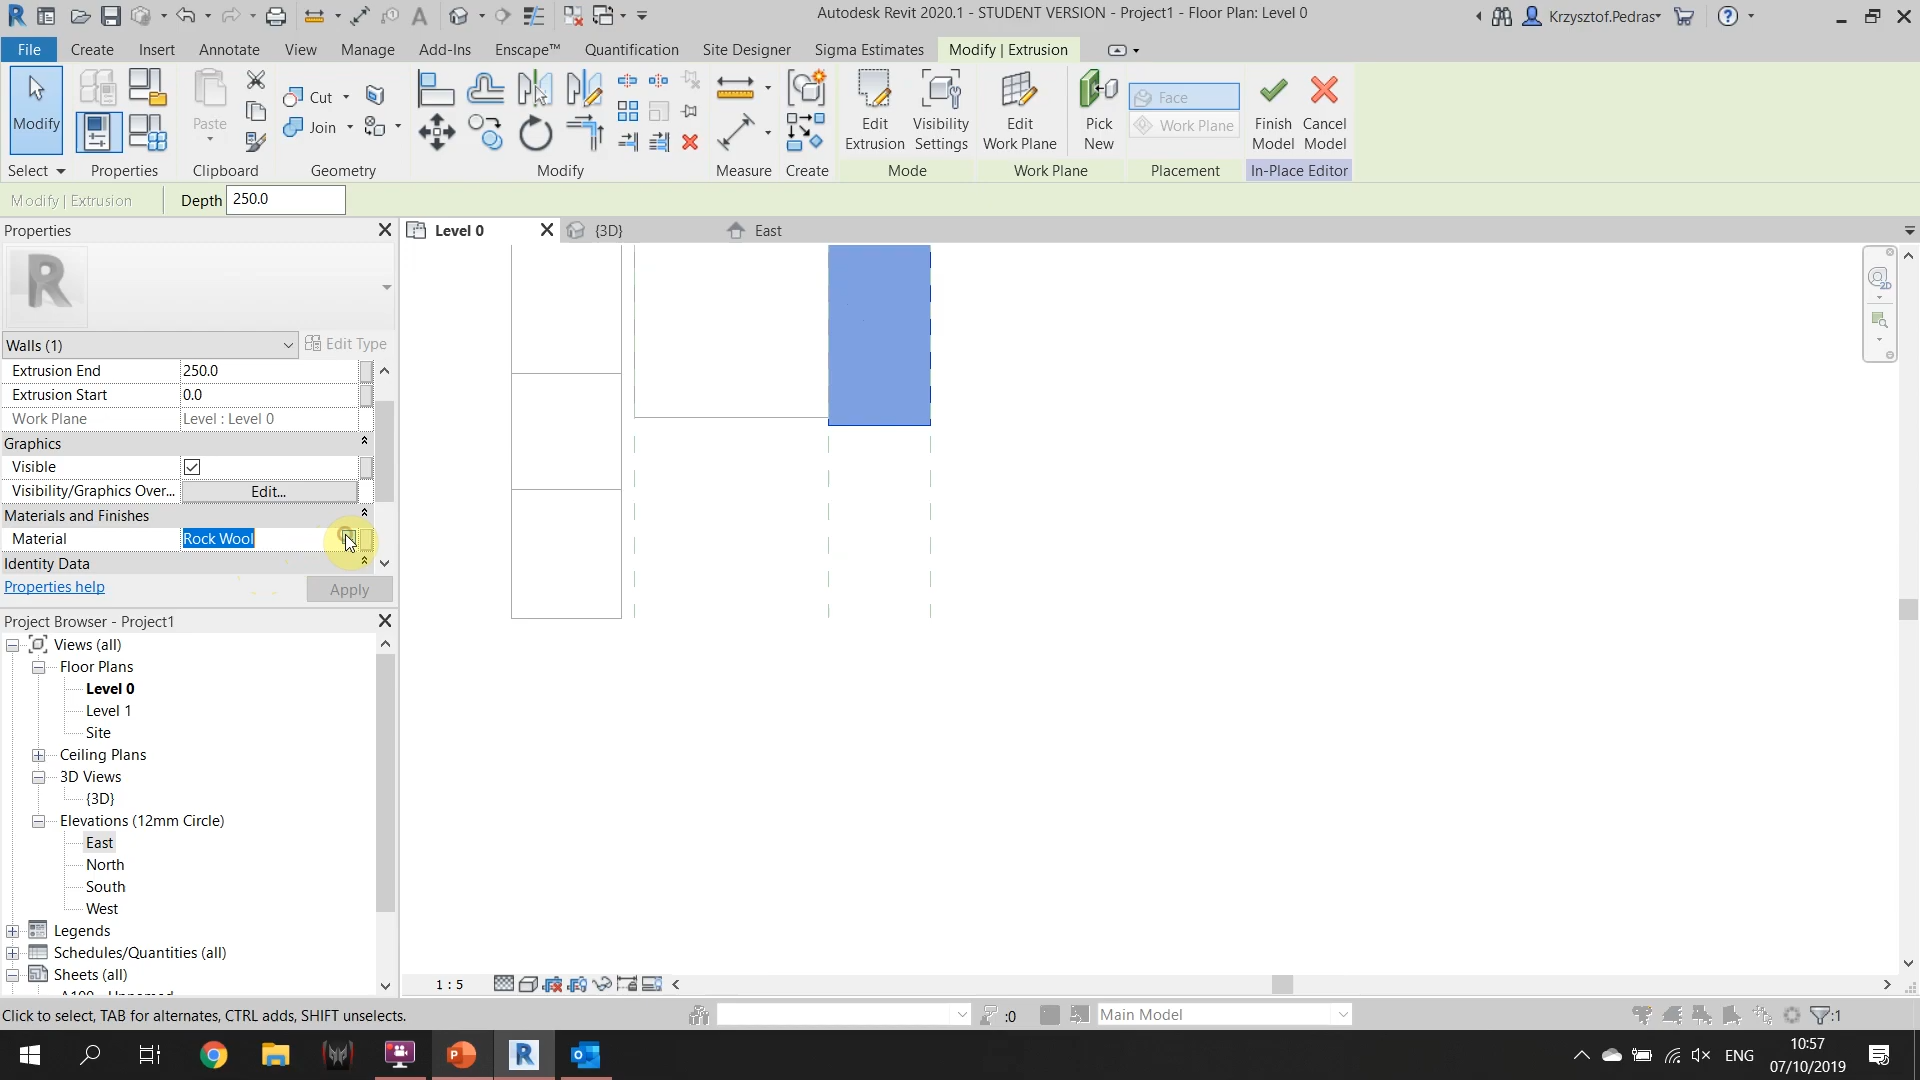 Autodesk Revit 2020.1 - STUDENT VERSION - Project1 - Floor Plan: Level 0
Krzysztof.Pedras
File Create Insert Annotate View Manage Add-Ins Enscape™ Quantification Site Designer Sigma Estimates Modify | Extrusion
Modify
Paste
Cut
Join
Edit Extrusion
Visibility Settings
Edit Work Plane
Pick New
Face
Work Plane
Finish Model
Cancel Model
Select Properties Clipboard Geometry Modify Measure Create Mode Work Plane Placement In-Place Editor
Modify | Extrusion Depth 250.0
Properties
Level 0
{3D}
East
R
Walls (1) Edit Type
Extrusion End 250.0
Extrusion Start 0.0
Work Plane Level : Level 0
Graphics
Visible
Visibility/Graphics Over... Edit...
Materials and Finishes
Material Rock Wool
Identity Data
Properties help Apply
Project Browser - Project1
Views (all)
Floor Plans
Level 0
Level 1
Site
Ceiling Plans
3D Views
{3D}
Elevations (12mm Circle)
East
North
South
West
Legends
Schedules/Quantities (all)
Sheets (all)
1 : 5
Click to select, TAB for alternates, CTRL adds, SHIFT unselects.
:0
Main Model
:1
ENG
10:57
07/10/2019